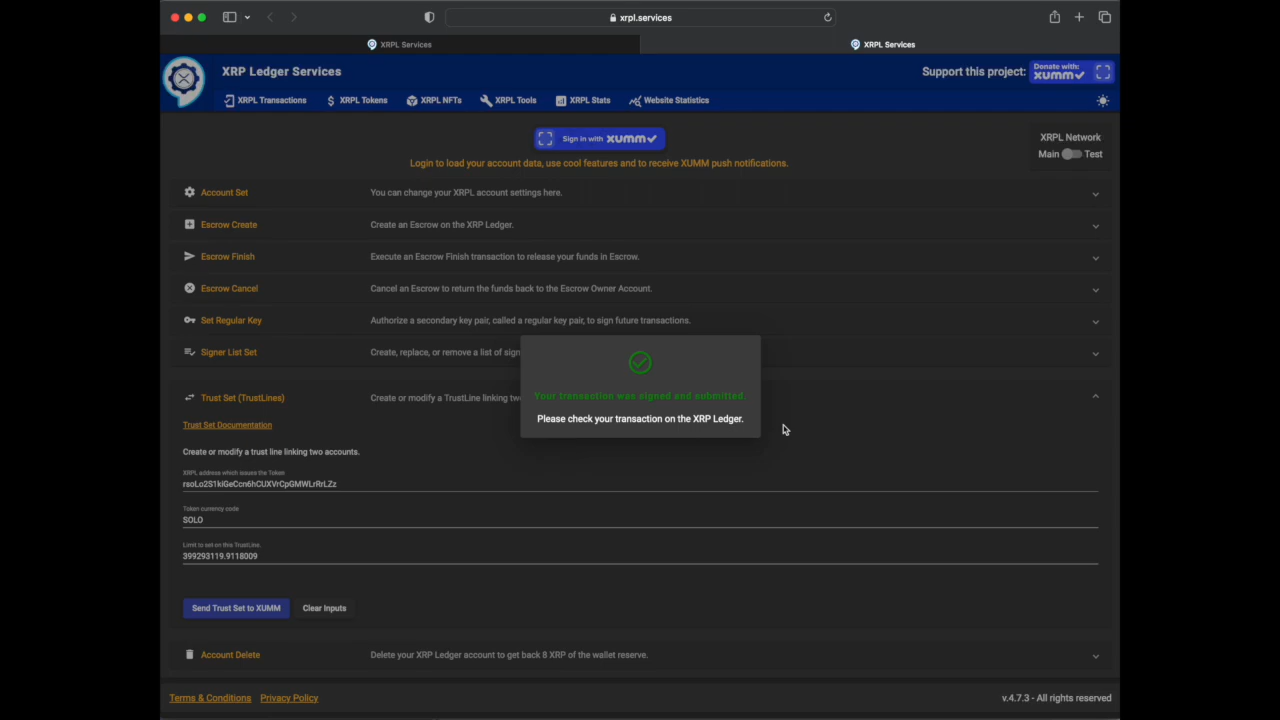 xrpl.services
XRPL Services
XRPL Services
XRP Ledger Services
Support this project:
Donate with:
xumm
XRPL Transactions
XRPL Tokens
XRPL NFTs
XRPL Tools
XRPL Stats
Website Statistics
Sign in with xumm
XRPL Network
Main Test
Login to load your account data, use cool features and to receive XUMM push notifications.
Account Set You can change your XRPL account settings here.
Escrow Create Create an Escrow on the XRP Ledger.
Escrow Finish Execute an Escrow Finish transaction to release your funds in Escrow.
Escrow Cancel Cancel an Escrow to return the funds back to the Escrow Owner Account.
Set Regular Key Authorize a secondary key pair, called a regular key pair, to sign future transactions.
Signer List Set Create, replace, or remove a list of sign
Your transaction was signed and submitted.
Please check your transaction on the XRP Ledger.
Trust Set (TrustLines) Create or modify a TrustLine linking tw
Trust Set Documentation
Create or modify a trust line linking two accounts.
XRPL address which issues the Token
rsoLo2S1kiGeCcn6hCUXVrCpGMWLrRrLZz
Token currency code
SOLO
Limit to set on this TrustLine.
399293119.9118009
Send Trust Set to XUMM Clear Inputs
Account Delete Delete your XRP Ledger account to get back 8 XRP of the wallet reserve.
Terms & Conditions Privacy Policy v.4.7.3 - All rights reserved